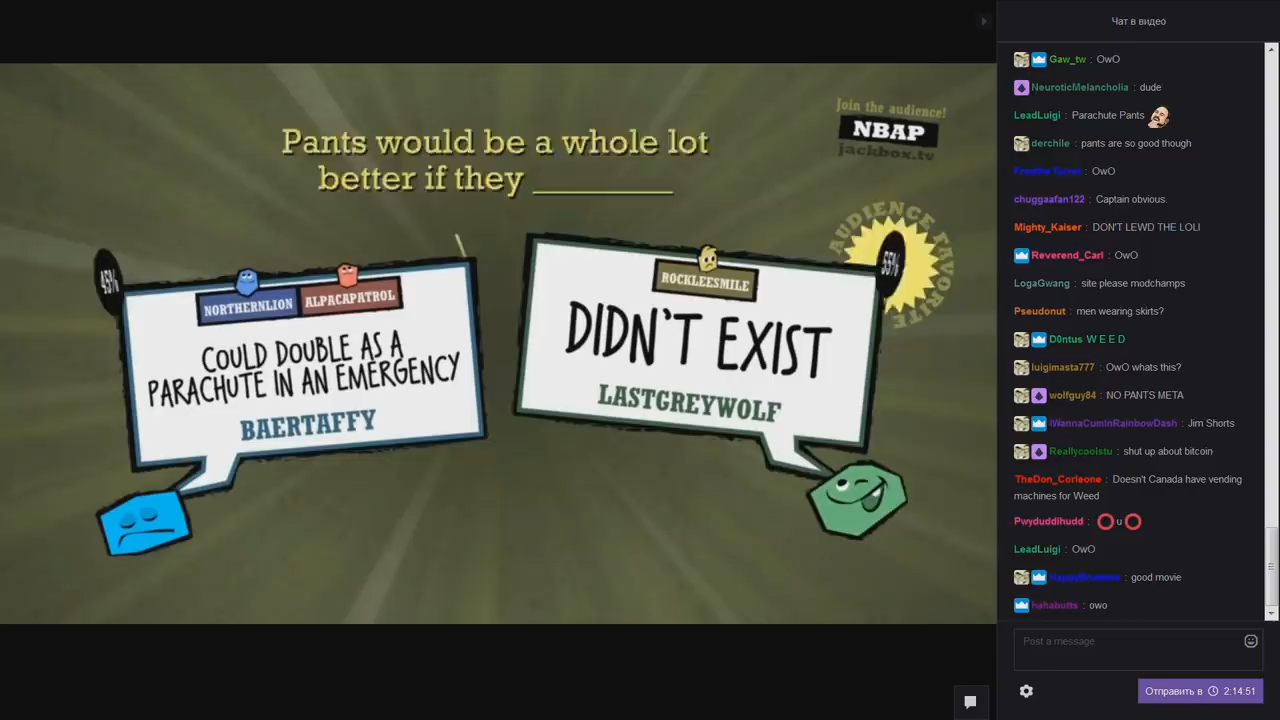 Чат в видео
Join the audience!
NBAP
jackbox.tv
Pants would be a whole lot
better if they ________
AUDIENCE FAVORITE
45%
55%
NORTHERNLION ALPACAPATROL
COULD DOUBLE AS A
PARACHUTE IN AN EMERGENCY
BAERTAFFY
ROCKLEESMILE
DIDN'T EXIST
LASTGREYWOLF
Gaw_tw : OwO
NeuroticMelancholia : dude
LeadLuigi : Parachute Pants
derchile : pants are so good though
: OwO
chuggaafan122 : Captain obvious.
Mighty_Kaiser : DON'T LEWD THE LOLI
Reverend_Carl : OwO
LogaGwang : site please modchamps
Pseudonut : men wearing skirts?
D0ntus W E E D
luigimasta777 : OwO whats this?
wolfguy84 : NO PANTS META
iWannaCumInRainbowDash : Jim Shorts
Reallycoolstu : shut up about bitcoin
TheDon_Corleone : Doesn't Canada have vending
machines for Weed
Pwyduddihudd : ⭕ u ⭕
LeadLuigi : OwO
: good movie
hahabutts : owo
Post a message
Отправить в 2:14:51